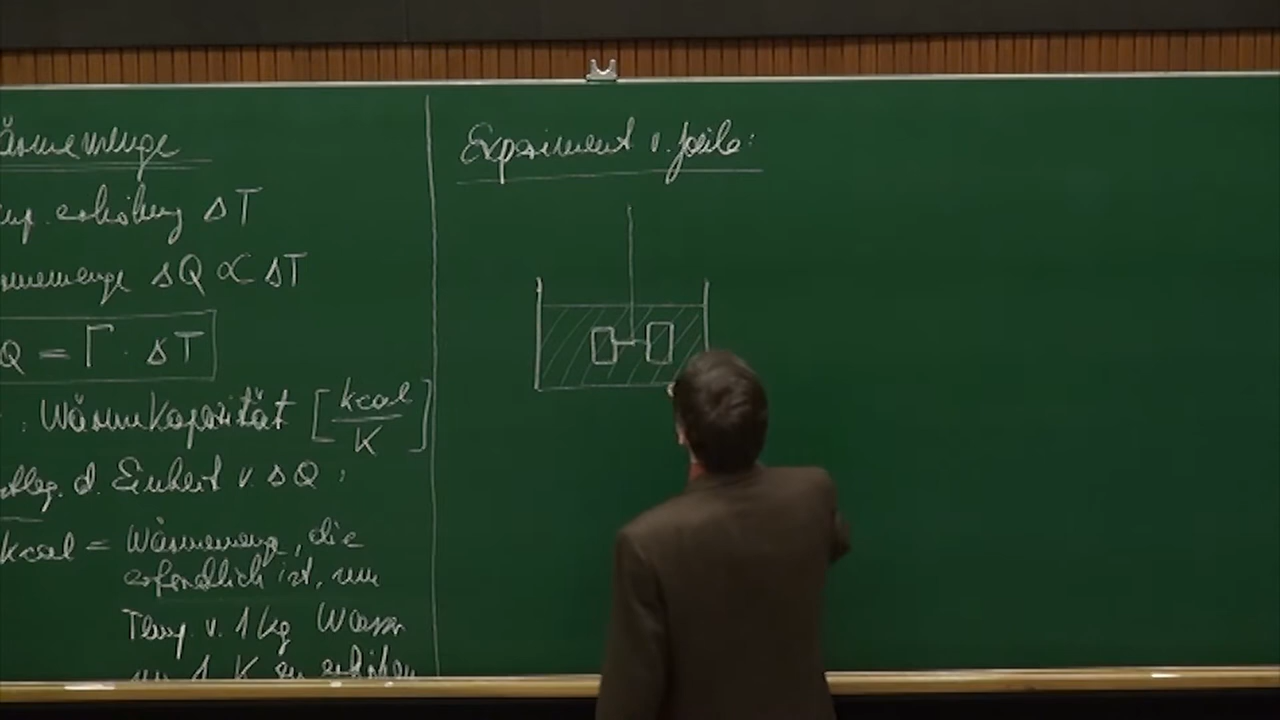 ärmemenge
mp. erhöhung ΔT
ärmemenge ΔQ ∝ ΔT
Q = Γ · ΔT
: Wärmekapazität [kcal/K]
d. Einheit v. ΔQ :
kcal = Wärmemenge, die
erforderlich ist, um
Temp. v. 1 kg Wasser
um 1 K zu erhöhen
Experiment v. Joule: